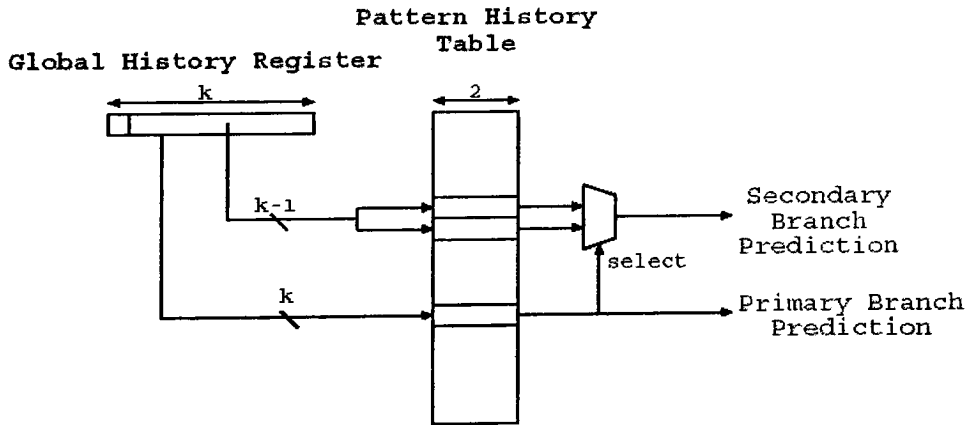 Pattern History
Table
Global History Register
k
2
k-1
k
select
Secondary
Branch
Prediction
Primary Branch
Prediction